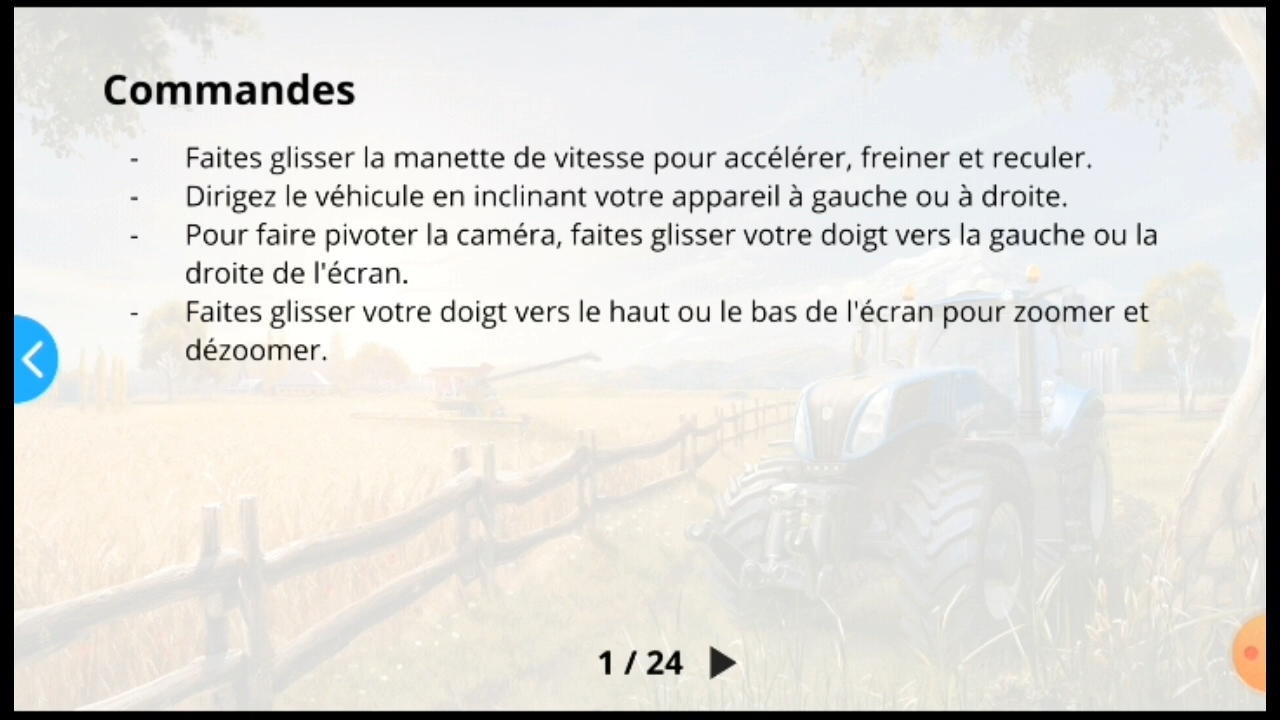 Commandes
- Faites glisser la manette de vitesse pour accélérer, freiner et reculer.
- Dirigez le véhicule en inclinant votre appareil à gauche ou à droite.
- Pour faire pivoter la caméra, faites glisser votre doigt vers la gauche ou la
droite de l'écran.
- Faites glisser votre doigt vers le haut ou le bas de l'écran pour zoomer et
dézoomer.
1 / 24